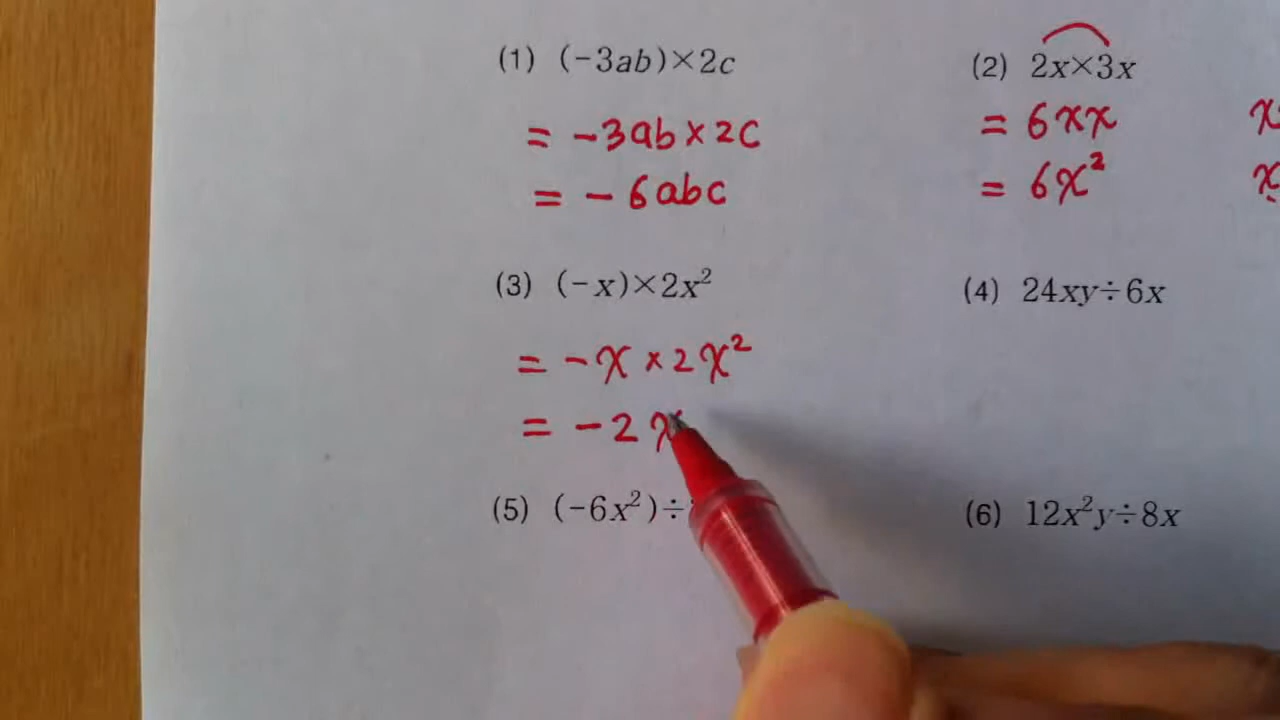 (1) (-3ab)×2c
= -3ab × 2c
= -6abc
(2) 2x×3x
= 6xx
= 6x²
(3) (-x)×2x²
= -x × 2x²
= -2x
(4) 24xy÷6x
(5) (-6x²)÷
(6) 12x²y÷8x